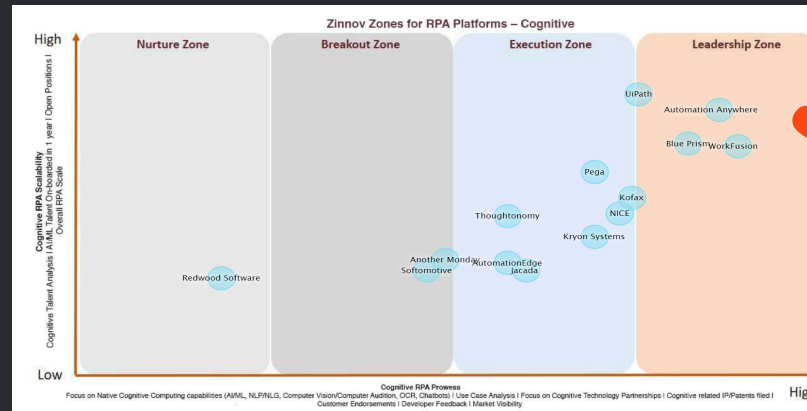 Zinnov Zones for RPA Platforms – Cognitive
High
Nurture Zone
Breakout Zone
Execution Zone
Leadership Zone
UiPath
Automation Anywhere
Blue Prism
WorkFusion
Pega
Kofax
NICE
Thoughtonomy
Kryon Systems
Another Monday
AutomationEdge
Softomotive
Jacada
Redwood Software
Cognitive RPA Scalability
Cognitive Talent Analysis I AI/ML Talent On-boarded in 1 year I Open Positions I
Overall RPA Scale
Low
Cognitive RPA Prowess
Hig
Focus on Native Cognitive Computing capabilities (AI/ML, NLP/NLG, Computer Vision/Computer Audition, OCR, Chatbots) I Use Case Analysis I Focus on Cognitive Technology Partnerships I Cognitive related IP/Patents filed I
Customer Endorsements I Developer Feedback I Market Visibility